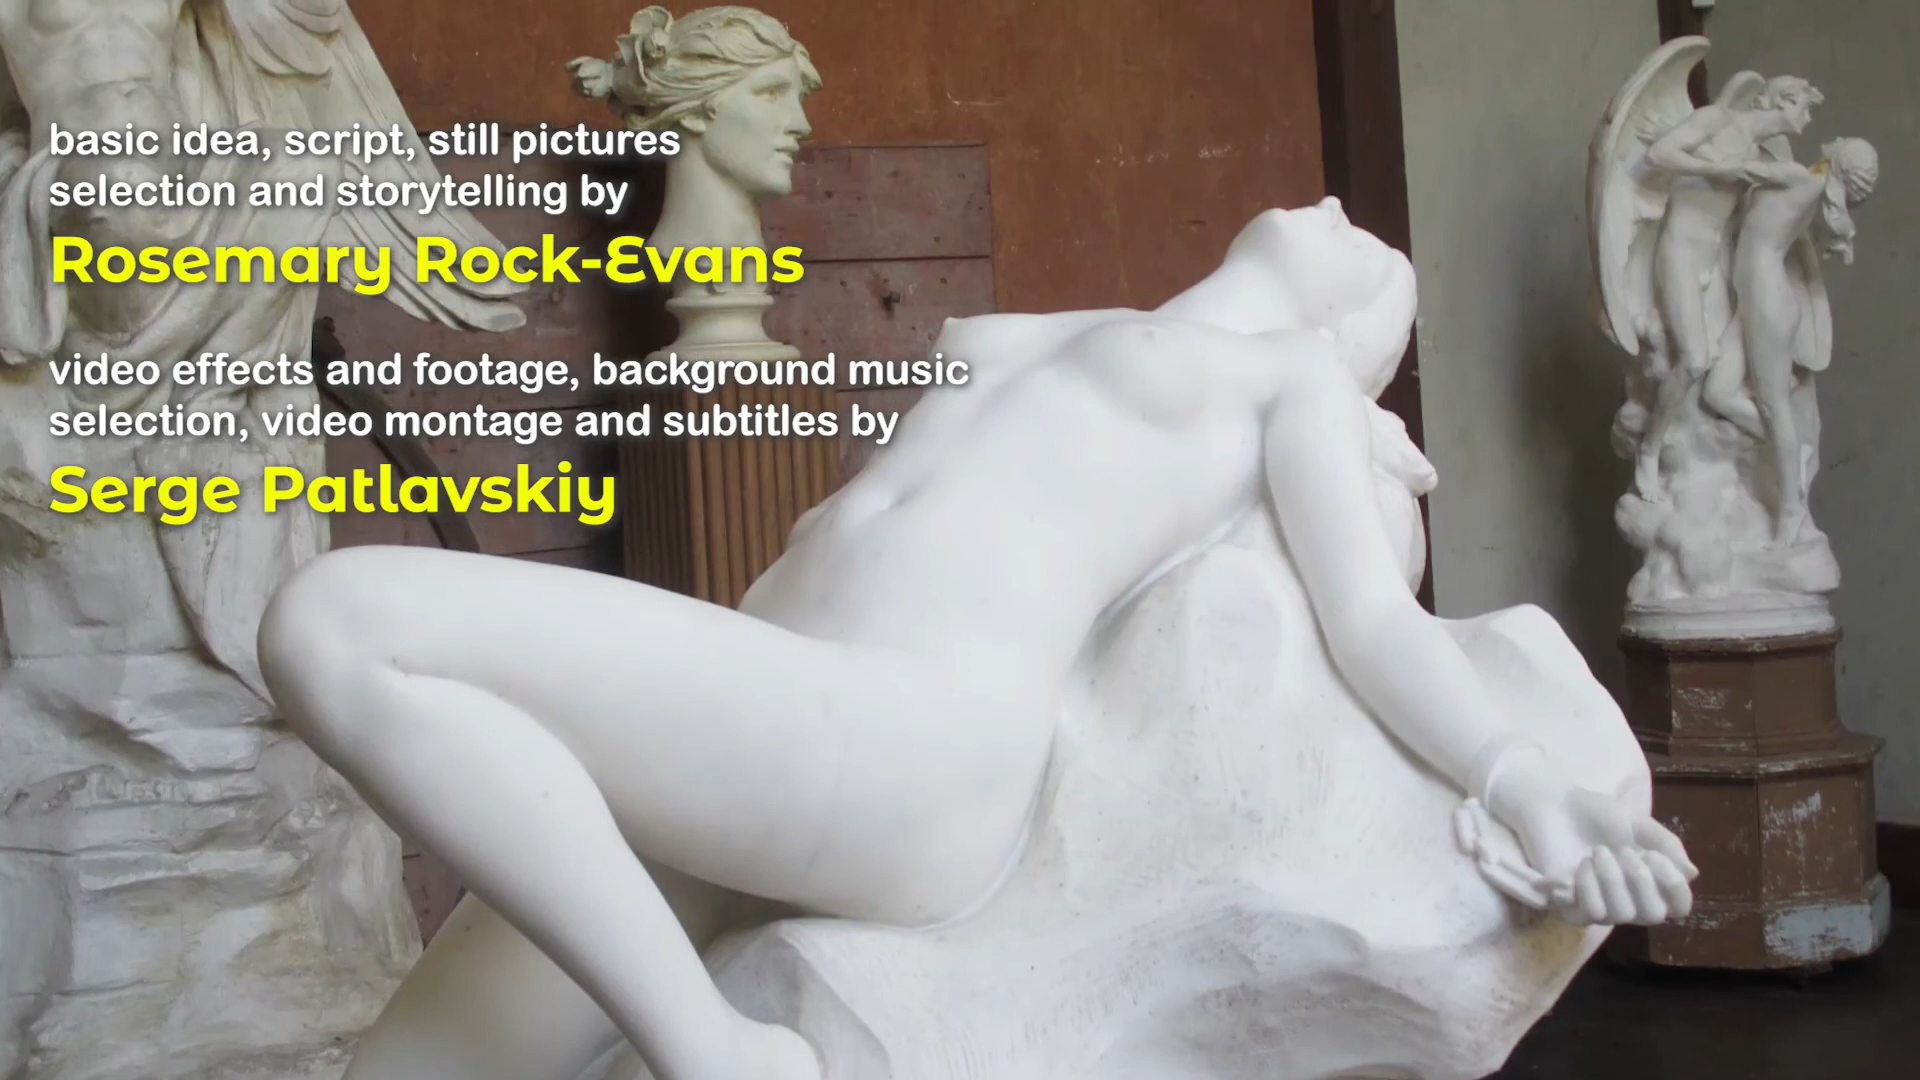 basic idea, script, still pictures
selection and storytelling by
Rosemary Rock-Evans
video effects and footage, background music
selection, video montage and subtitles by
Serge Patlavskiy